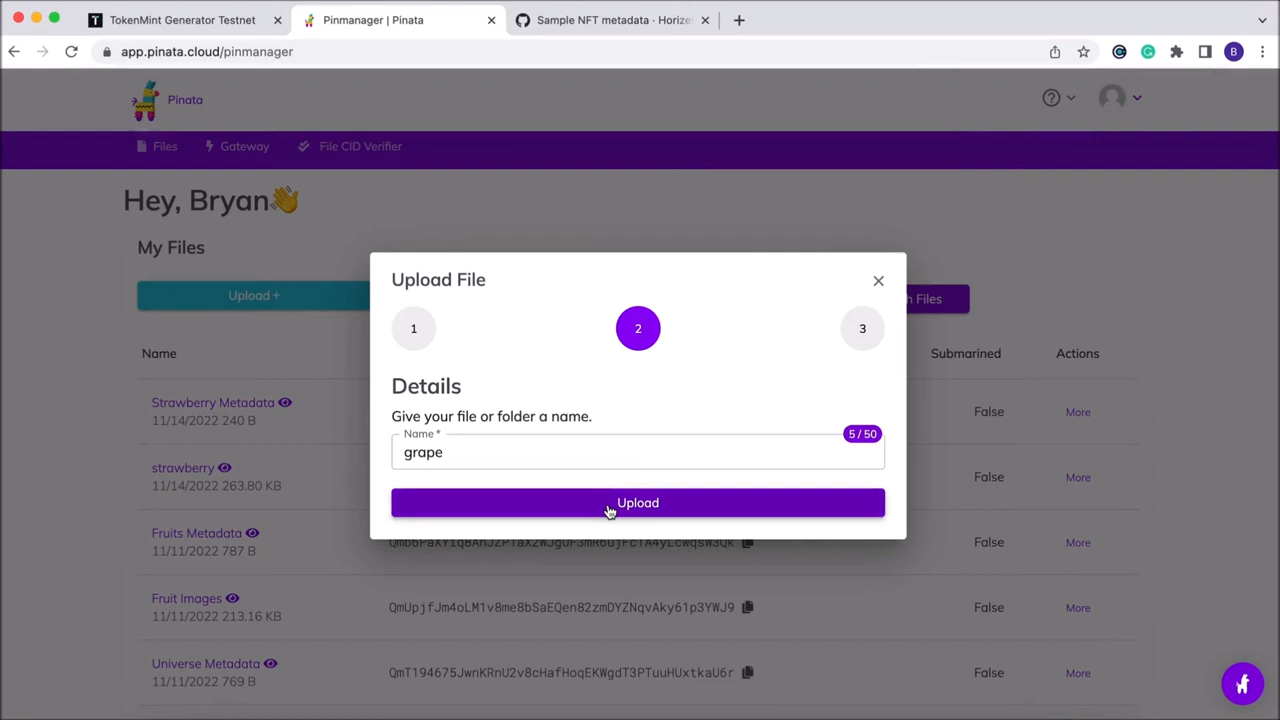 TokenMint Generator Testnet
Pinmanager | Pinata
Sample NFT metadata · Horize
app.pinata.cloud/pinmanager
B
Pinata
Files
Gateway
File CID Verifier
Hey, Bryan👋
My Files
Upload +
h Files
Name
Submarined
Actions
Strawberry Metadata
11/14/2022 240 B
False
More
strawberry
11/14/2022 263.80 KB
False
More
Fruits Metadata
11/11/2022 787 B
False
More
Fruit Images
11/11/2022 213.16 KB
QmUpjfJm4oLM1v8me8bSaEQen82zmDYZNqvAky61p3YWJ9
False
More
Universe Metadata
11/11/2022 769 B
QmT194675JwnKRnU2v8cHafHoqEKWgdT3PTuuHUxtkaU6r
False
More
Upload File
1
2
3
Details
Give your file or folder a name.
Name *
5 / 50
grape
Upload